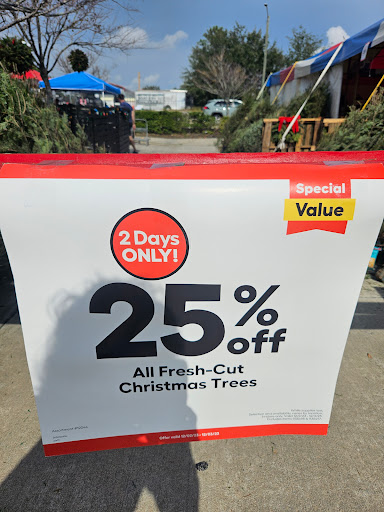 Special
Value
2 Days
ONLY!
25%
off
All Fresh-Cut
Christmas Trees